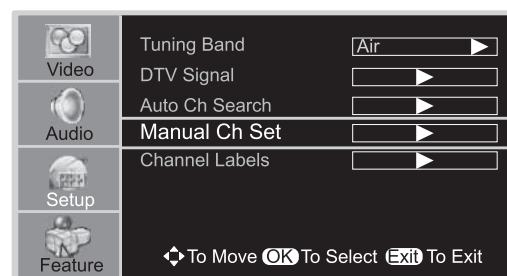 Video
Audio
Setup
Feature
Tuning Band Air
DTV Signal
Auto Ch Search
Manual Ch Set
Channel Labels
To Move OK To Select Exit To Exit